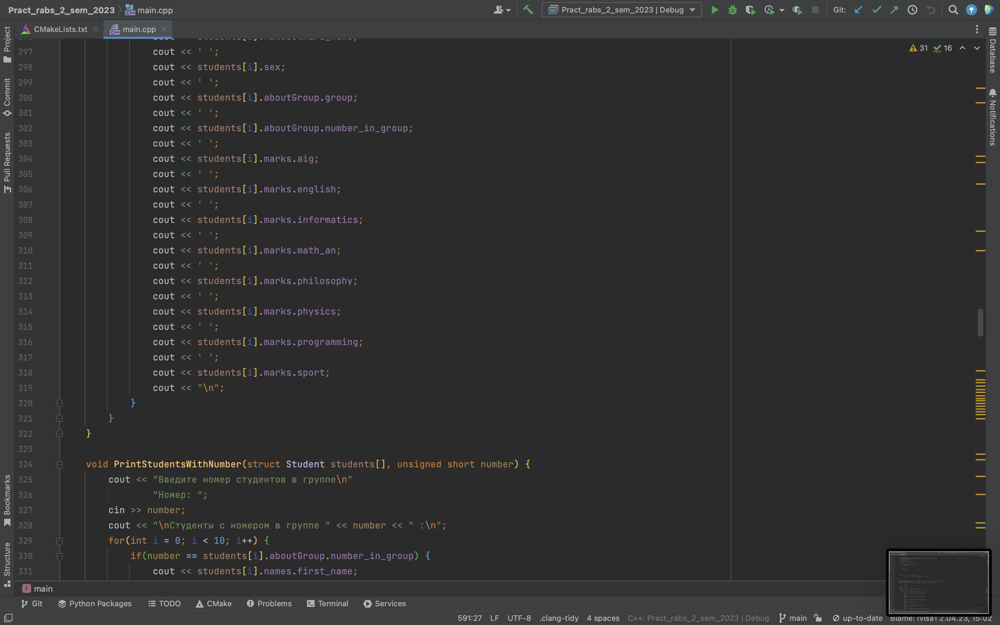 Pract_rabs_2_sem_2023 main.cpp Pract_rabs_2_sem_2023 | Debug Git:
CMakeLists.txt main.cpp
31 16
297 cout << ' ';
298 cout << students[i].sex;
299 cout << ' ';
300 cout << students[i].aboutGroup.group;
301 cout << ' ';
302 cout << students[i].aboutGroup.number_in_group;
303 cout << ' ';
304 cout << students[i].marks.aig;
305 cout << ' ';
306 cout << students[i].marks.english;
307 cout << ' ';
308 cout << students[i].marks.informatics;
309 cout << ' ';
310 cout << students[i].marks.math_an;
311 cout << ' ';
312 cout << students[i].marks.philosophy;
313 cout << ' ';
314 cout << students[i].marks.physics;
315 cout << ' ';
316 cout << students[i].marks.programming;
317 cout << ' ';
318 cout << students[i].marks.sport;
319 cout << "\n";
320 }
321 }
322 }
323
324 void PrintStudentsWithNumber(struct Student students[], unsigned short number) {
325 cout << "Введите номер студентов в группе\n"
326 "Номер: ";
327 cin >> number;
328 cout << "\nСтуденты с номером в группе " << number << " :\n";
329 for(int i = 0; i < 10; i++) {
330 if(number == students[i].aboutGroup.number_in_group) {
331 cout << students[i].names.first_name;
Project
Commit
Pull Requests
Bookmarks
Structure
Database
Notifications
main
Git Python Packages TODO CMake Problems Terminal Services
591:27 LF UTF-8 .clang-tidy 4 spaces C++: Pract_rabs_2_sem_2023 | Debug main up-to-date Blame: 2.04.23, 15:02